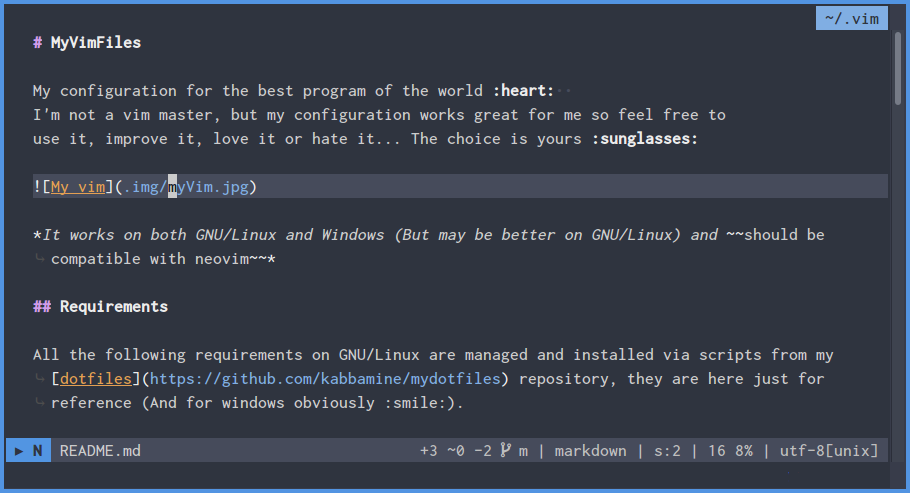 ~/.vim
# MyVimFiles
My configuration for the best program of the world :heart:··
I'm not a vim master, but my configuration works great for me so feel free to
use it, improve it, love it or hate it... The choice is yours :sunglasses:
![My vim](.img/myVim.jpg)
*It works on both GNU/Linux and Windows (But may be better on GNU/Linux) and ~~should be
compatible with neovim~~*
## Requirements
All the following requirements on GNU/Linux are managed and installed via scripts from my
[dotfiles](https://github.com/kabbamine/mydotfiles) repository, they are here just for
reference (And for windows obviously :smile:).
► N README.md +3 ~0 -2 m | markdown | s:2 | 16 8% | utf-8[unix]